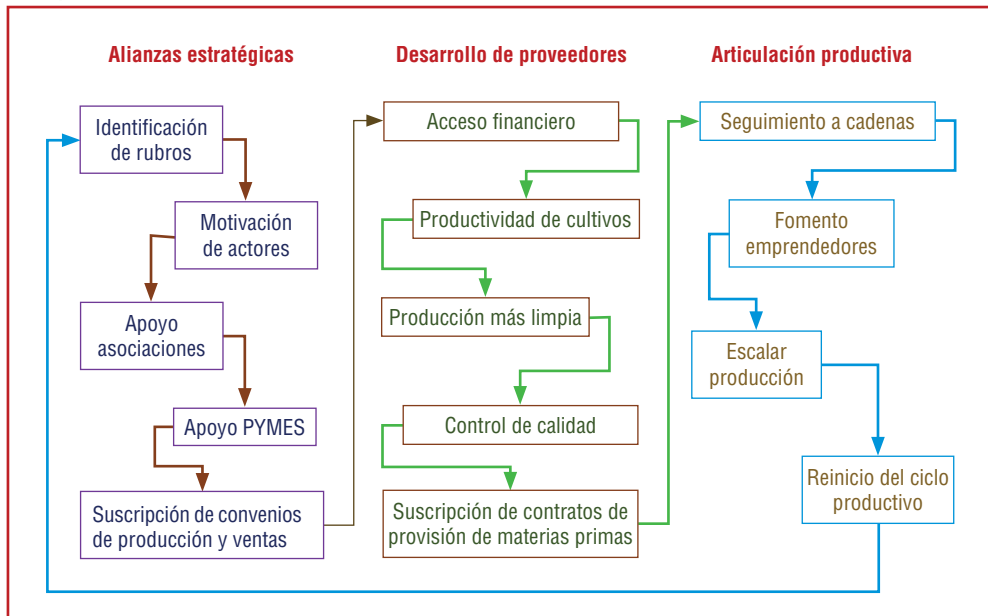 Alianzas estratégicas
Identificación
de rubros
Motivación
de actores
Apoyo
asociaciones
Apoyo PYMES
Suscripción de convenios
de producción y ventas
Desarrollo de proveedores
Acceso financiero
Productividad de cultivos
Producción más limpia
Control de calidad
Suscripción de contratos de
provisión de materias primas
Articulación productiva
Seguimiento a cadenas
Fomento
emprendedores
Escalar
producción
Reinicio del ciclo
productivo